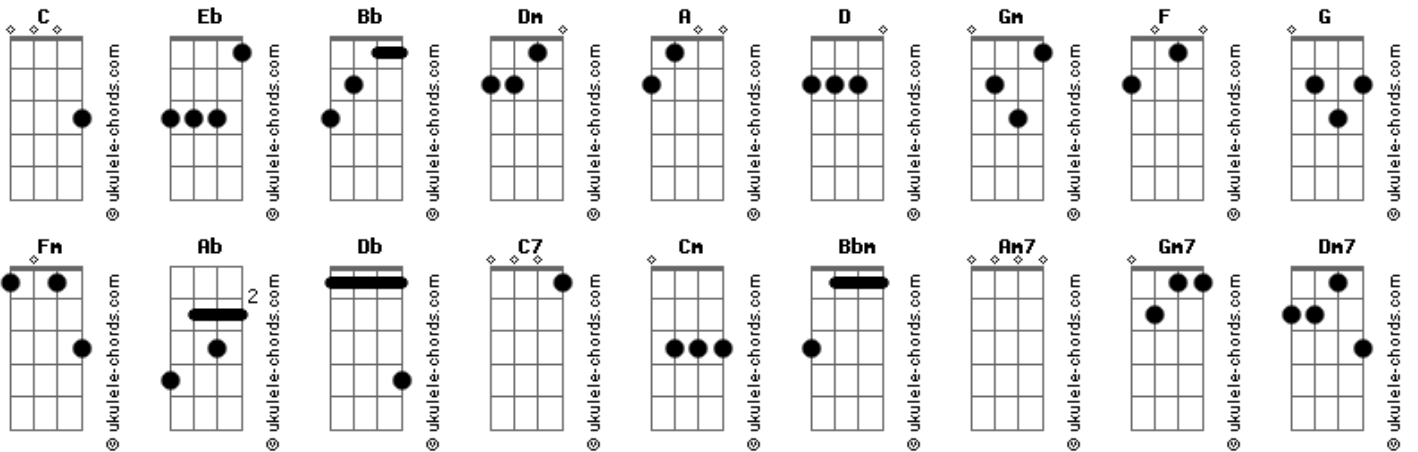 C Eb Bb Dm A D Gm F G
© ukulele-chords.com © ukulele-chords.com © ukulele-chords.com © ukulele-chords.com © ukulele-chords.com © ukulele-chords.com © ukulele-chords.com © ukulele-chords.com © ukulele-chords.com
Fm Ab Db C7 Cm Bbm Am7 Gm7 Dm7
2
© ukulele-chords.com © ukulele-chords.com © ukulele-chords.com © ukulele-chords.com © ukulele-chords.com © ukulele-chords.com © ukulele-chords.com © ukulele-chords.com © ukulele-chords.com